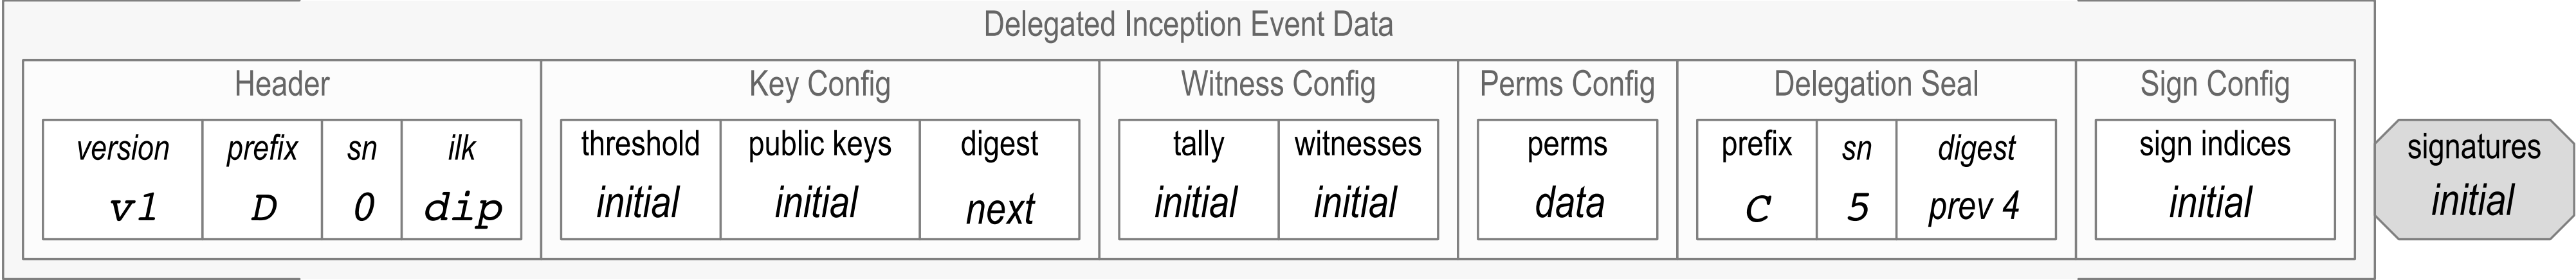 Delegated Inception Event Data
Header Key Config Witness Config Perms Config Delegation Seal Sign Config
version prefix sn ilk threshold public keys digest tally witnesses perms prefix sn digest sign indices signatures
v1 D 0 dip initial initial next initial initial data C 5 prev 4 initial initial